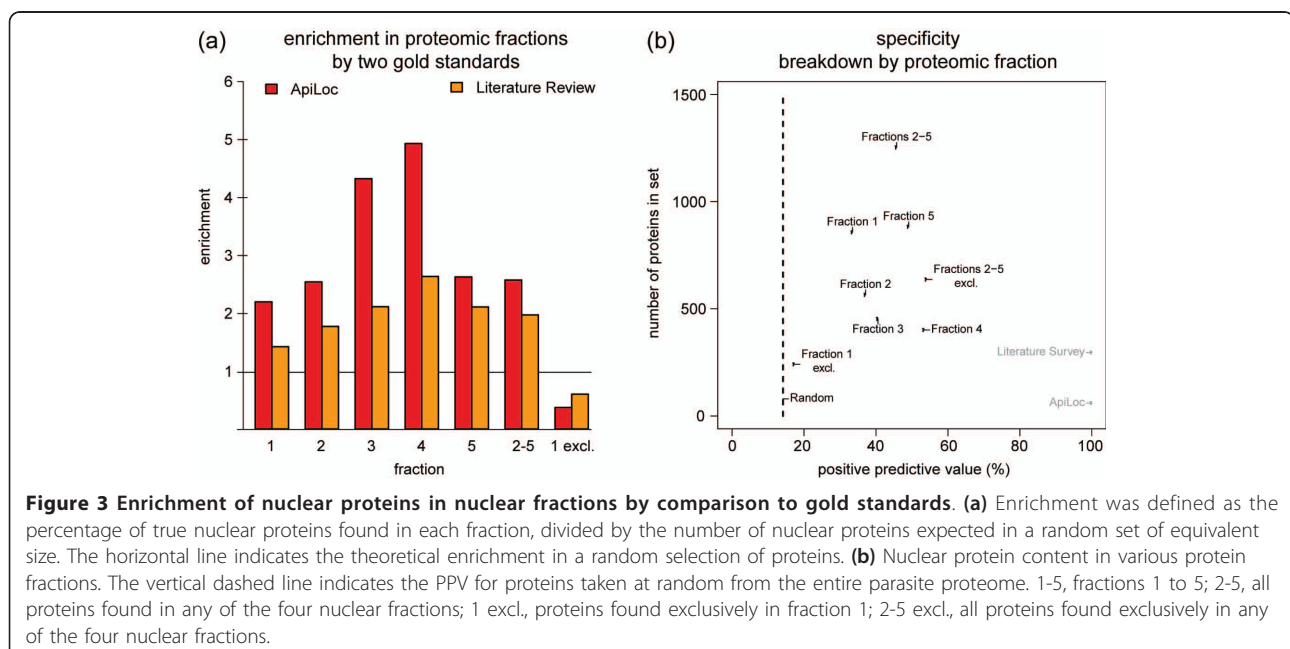 (a) enrichment in proteomic fractions
by two gold standards
ApiLoc
Literature Review
enrichment
6
5
4
3
2
1
1
2
3
4
5
2-5
1 excl.
fraction
(b) specificity
breakdown by proteomic fraction
number of proteins in set
1500
1000
500
0
Fractions 2-5
Fraction 1
Fraction 5
Fractions 2-5
excl.
Fraction 2
Fraction 3
Fraction 4
Fraction 1
excl.
Random
Literature Survey
ApiLoc
0
20
40
60
80
100
positive predictive value (%)
Figure 3 Enrichment of nuclear proteins in nuclear fractions by comparison to gold standards. (a) Enrichment was defined as the
percentage of true nuclear proteins found in each fraction, divided by the number of nuclear proteins expected in a random set of equivalent
size. The horizontal line indicates the theoretical enrichment in a random selection of proteins. (b) Nuclear protein content in various protein
fractions. The vertical dashed line indicates the PPV for proteins taken at random from the entire parasite proteome. 1-5, fractions 1 to 5; 2-5, all
proteins found in any of the four nuclear fractions; 1 excl., proteins found exclusively in fraction 1; 2-5 excl., all proteins found exclusively in any
of the four nuclear fractions.